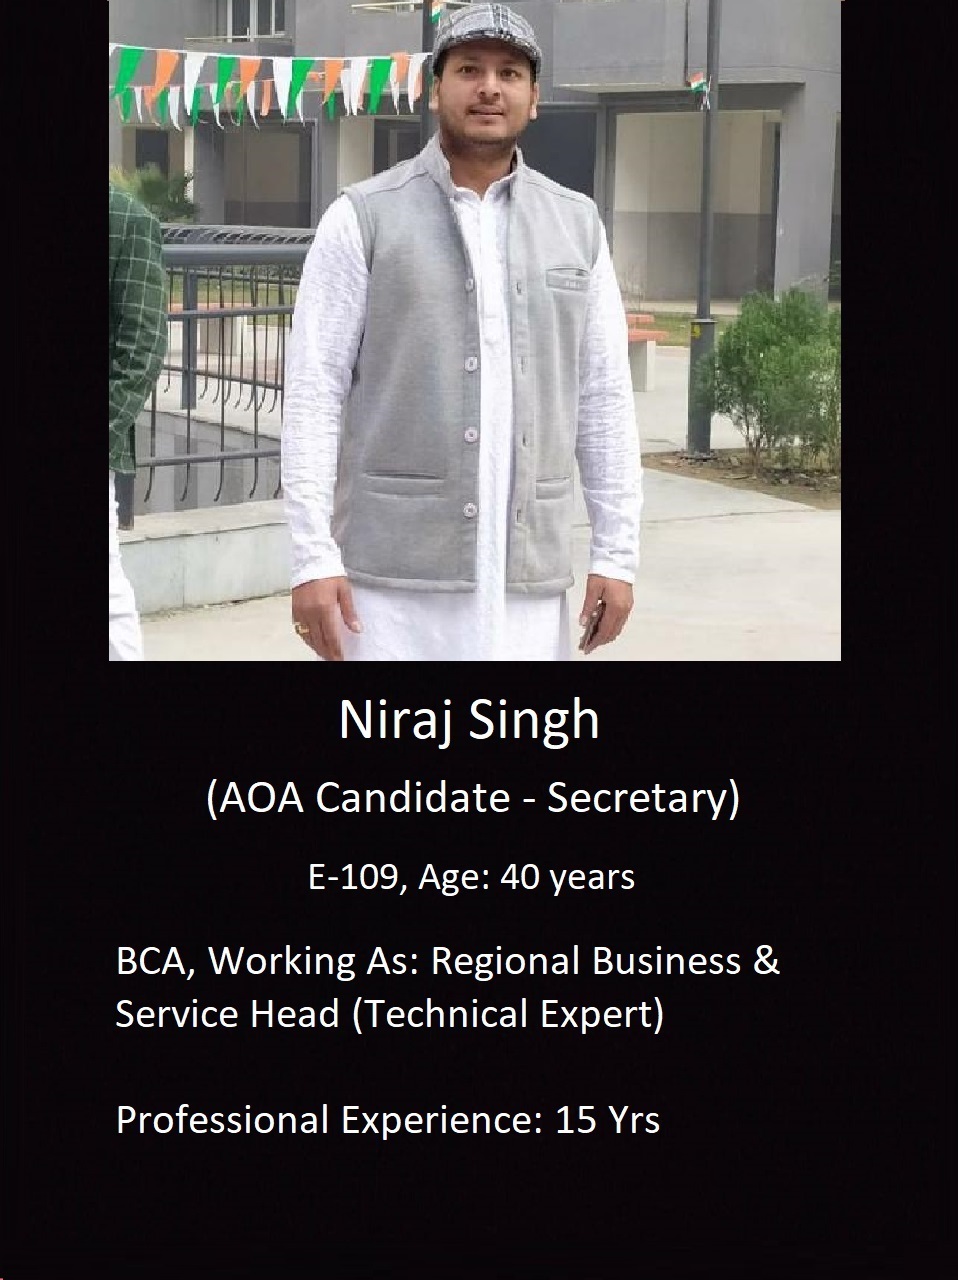 Niraj Singh
(AOA Candidate - Secretary)
E-109, Age: 40 years
BCA, Working As: Regional Business &
Service Head (Technical Expert)
Professional Experience: 15 Yrs